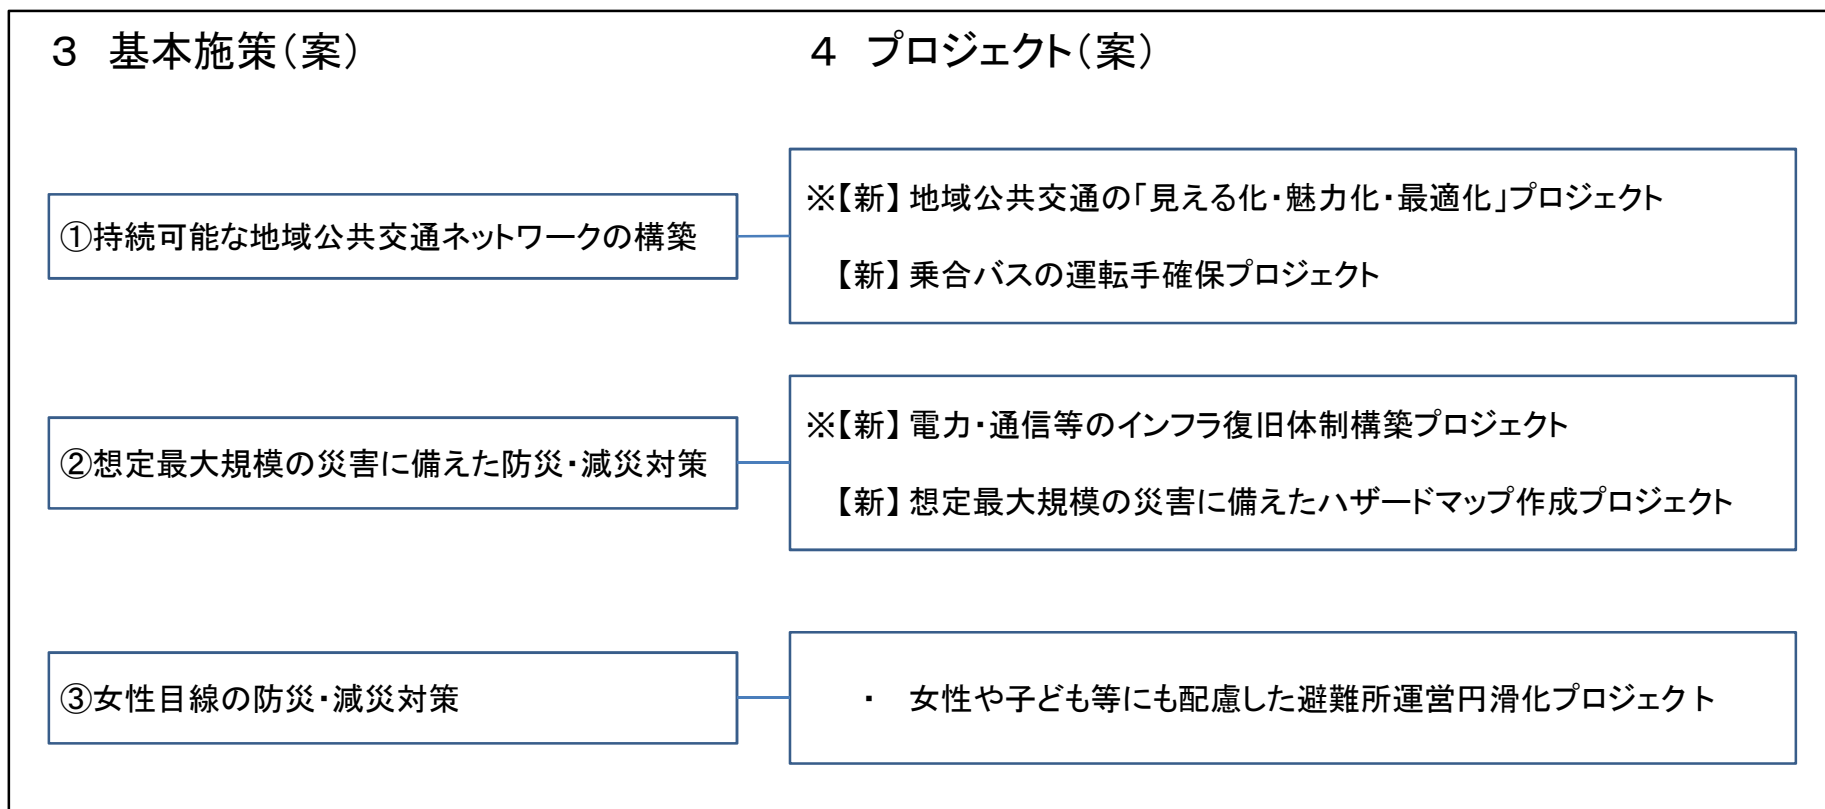 ３　基本施策（案）
４　プロジェクト（案）
①持続可能な地域公共交通ネットワークの構築
※【新】 地域公共交通の「見える化・魅力化・最適化」プロジェクト
【新】 乗合バスの運転手確保プロジェクト
②想定最大規模の災害に備えた防災・減災対策
※【新】 電力・通信等のインフラ復旧体制構築プロジェクト
【新】 想定最大規模の災害に備えたハザードマップ作成プロジェクト
③女性目線の防災・減災対策
・　女性や子ども等にも配慮した避難所運営円滑化プロジェクト